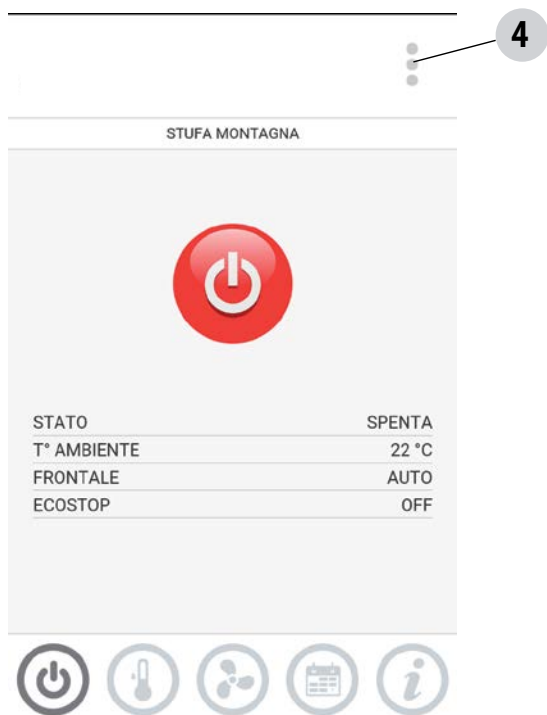 4
STUFA MONTAGNA
STATO SPENTA
T° AMBIENTE 22 °C
FRONTALE AUTO
ECOSTOP OFF
i